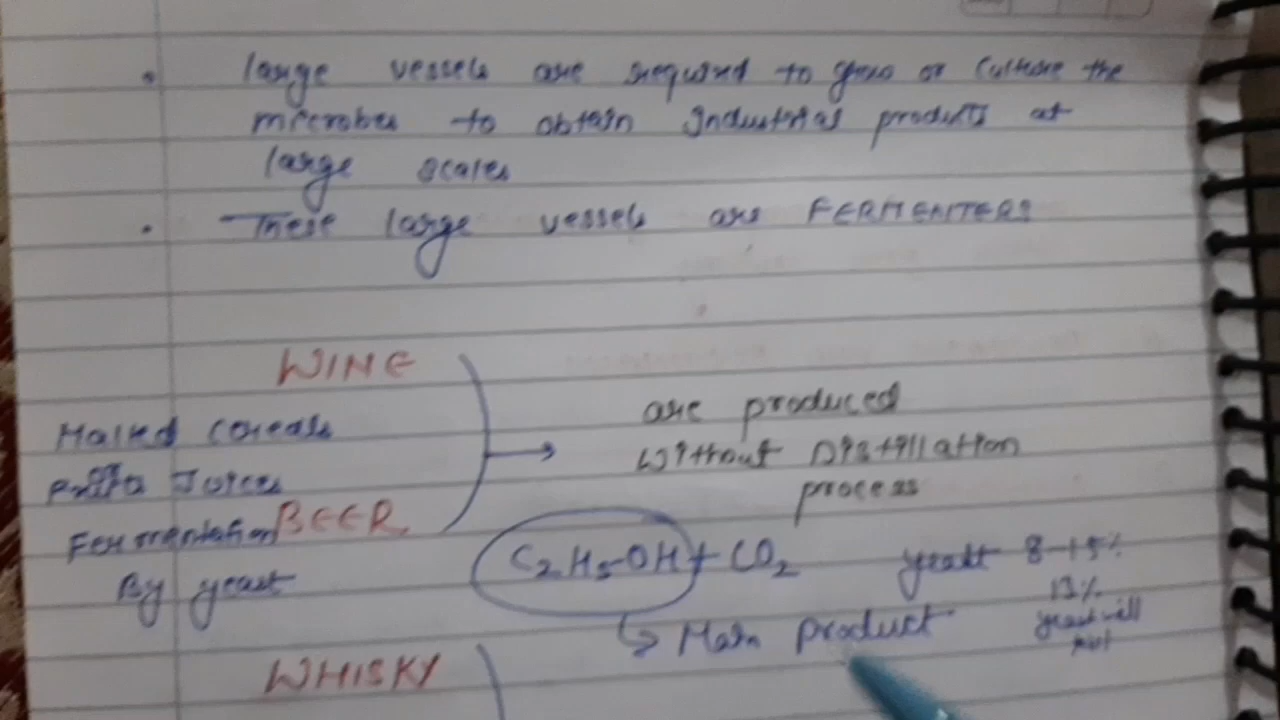 • large vessels are required to grow or Culture the
microbes to obtain Industrial products at
large scales
• These large vessels are FERMENTERS
WINE
Malted cereals
Juices
BEER
Fermentation
By yeast
are produced
without Distillation
process
C2H5-OH + CO2
Main product
yeast 8-15%
13%
yeast will
not
WHISKY